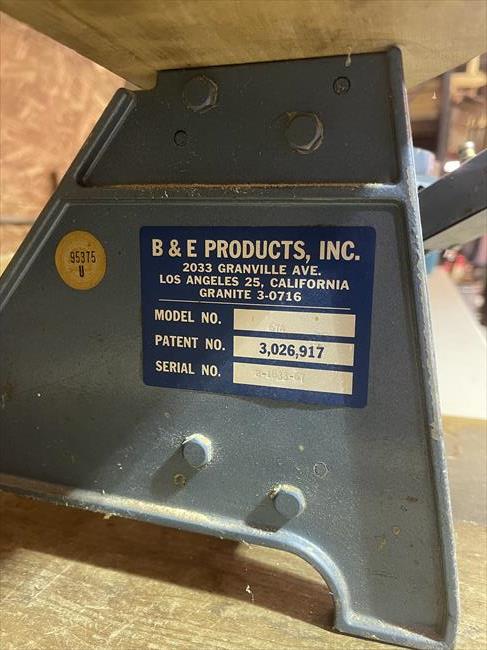 95375
U
B & E PRODUCTS, INC.
2033 GRANVILLE AVE.
LOS ANGELES 25, CALIFORNIA
GRANITE 3-0716
MODEL NO.
PATENT NO. 3,026,917
SERIAL NO.